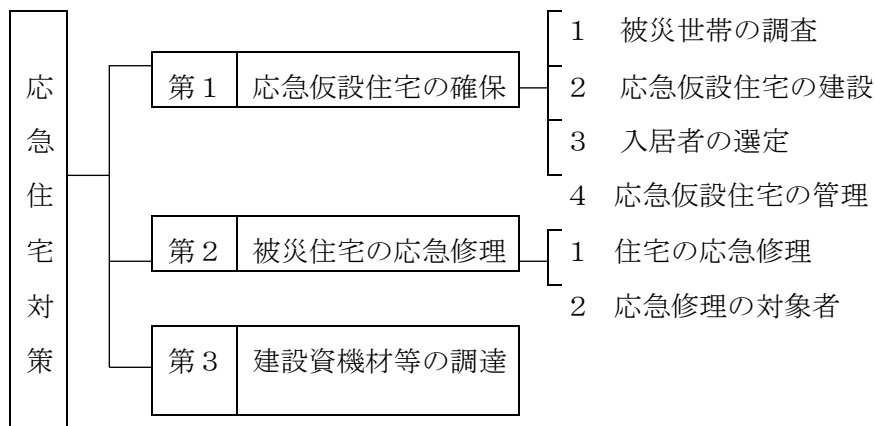 応急住宅対策
第１ 応急仮設住宅の確保
１ 被災世帯の調査
２ 応急仮設住宅の建設
３ 入居者の選定
４ 応急仮設住宅の管理
第２ 被災住宅の応急修理
１ 住宅の応急修理
２ 応急修理の対象者
第３ 建設資機材等の調達